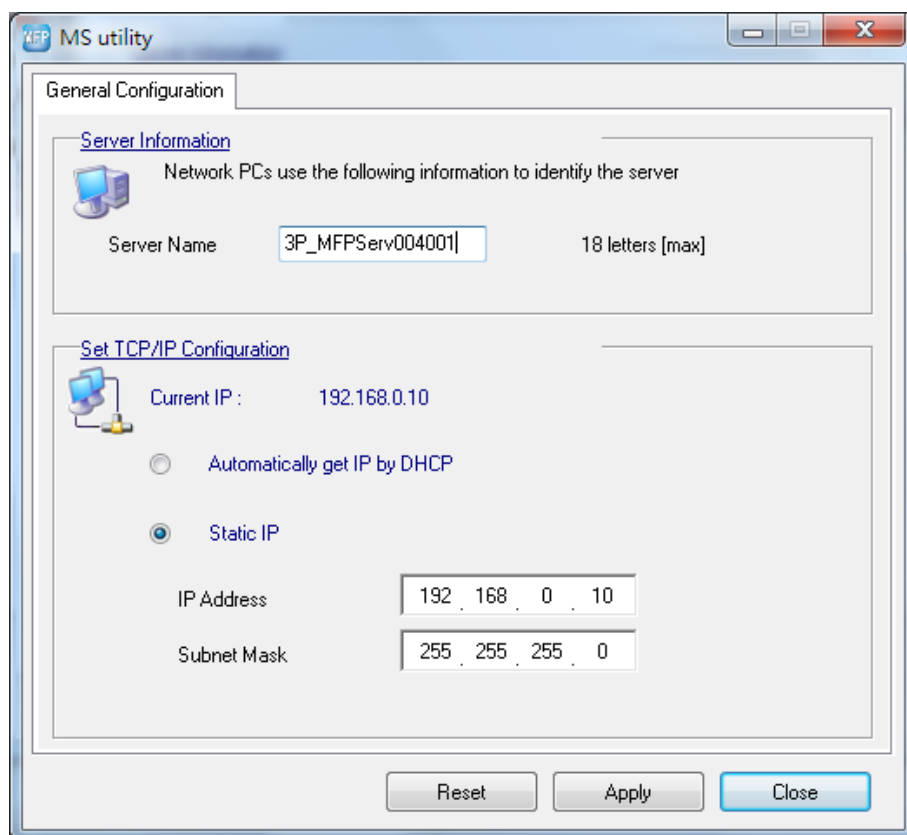 MFP MS utility
General Configuration
Server Information
Network PCs use the following information to identify the server
Server Name 3P_MFPServ004001 18 letters [max]
Set TCP/IP Configuration
Current IP : 192.168.0.10
Automatically get IP by DHCP
Static IP
IP Address 192 . 168 . 0 . 10
Subnet Mask 255 . 255 . 255 . 0
Reset Apply Close